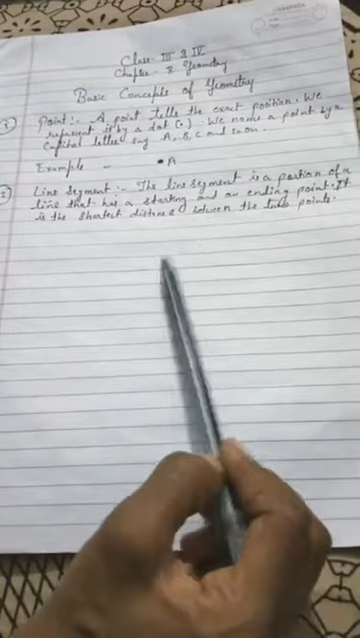 Class- III & IV
Chapter- 8 Geometry
Basic Concepts of Geometry
1 Point :- A point tells the exact position. We
represent it by a dot (•). We name a point by a
capital letter say A, B, C and so on.
Example - • A
2 Line Segment :- The line segment is a portion of a
line that has a starting and an ending point. It
is the shortest distance between the two points.